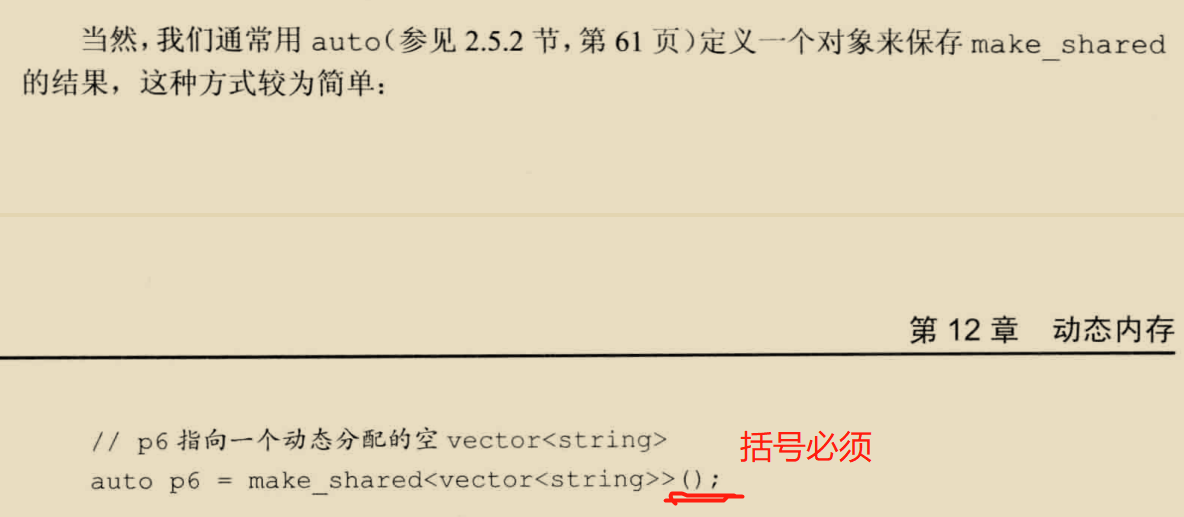 当然，我们通常用 auto（参见 2.5.2 节，第 61 页）定义一个对象来保存 make_shared
的结果，这种方式较为简单：
第 12 章 动态内存
// p6 指向一个动态分配的空 vector<string>
auto p6 = make_shared<vector<string>>();
括号必须